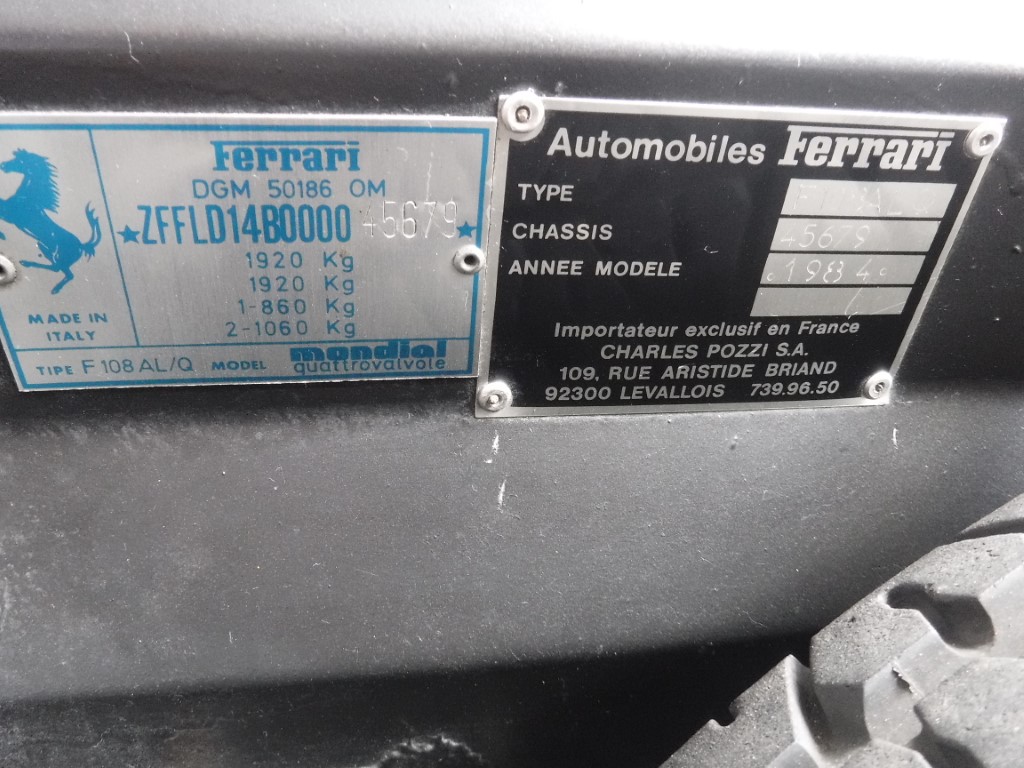 Ferrari
DGM 50186 OM
★ZFFLD14B0000 45679★
1920 Kg
1920 Kg
1-860 Kg
2-1060 Kg
MADE IN
ITALY
TIPE F108AL/Q MODEL mondial
quattrovalvole
Automobiles Ferrari
TYPE
CHASSIS 45679
ANNEE MODELE 1984
Importateur exclusif en France
CHARLES POZZI S.A.
109, RUE ARISTIDE BRIAND
92300 LEVALLOIS 739.96.50